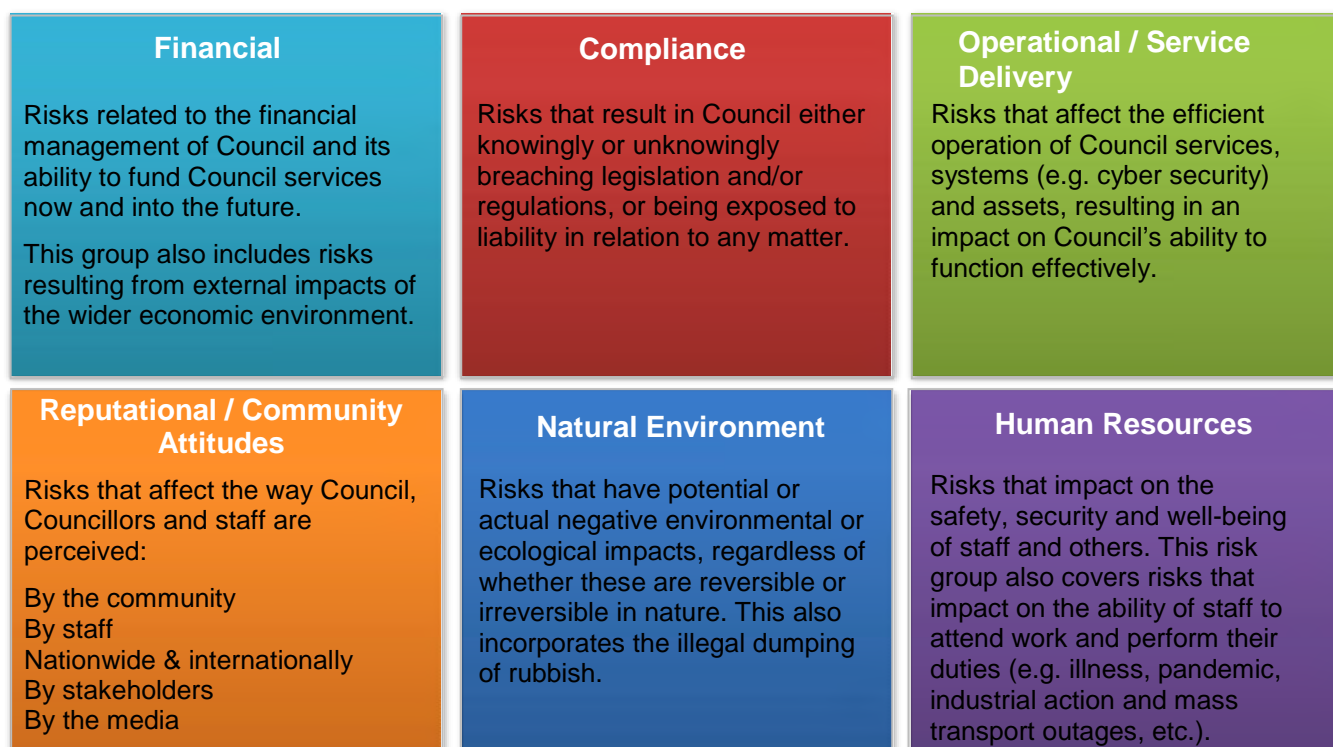 Financial
Risks related to the financial
management of Council and its
ability to fund Council services
now and into the future.
This group also includes risks
resulting from external impacts of
the wider economic environment.
Compliance
Risks that result in Council either
knowingly or unknowingly
breaching legislation and/or
regulations, or being exposed to
liability in relation to any matter.
Operational / Service
Delivery
Risks that affect the efficient
operation of Council services,
systems (e.g. cyber security)
and assets, resulting in an
impact on Council’s ability to
function effectively.
Reputational / Community
Attitudes
Risks that affect the way Council,
Councillors and staff are
perceived:
By the community
By staff
Nationwide & internationally
By stakeholders
By the media
Natural Environment
Risks that have potential or
actual negative environmental or
ecological impacts, regardless of
whether these are reversible or
irreversible in nature. This also
incorporates the illegal dumping
of rubbish.
Human Resources
Risks that impact on the
safety, security and well-being
of staff and others. This risk
group also covers risks that
impact on the ability of staff to
attend work and perform their
duties (e.g. illness, pandemic,
industrial action and mass
transport outages, etc.).